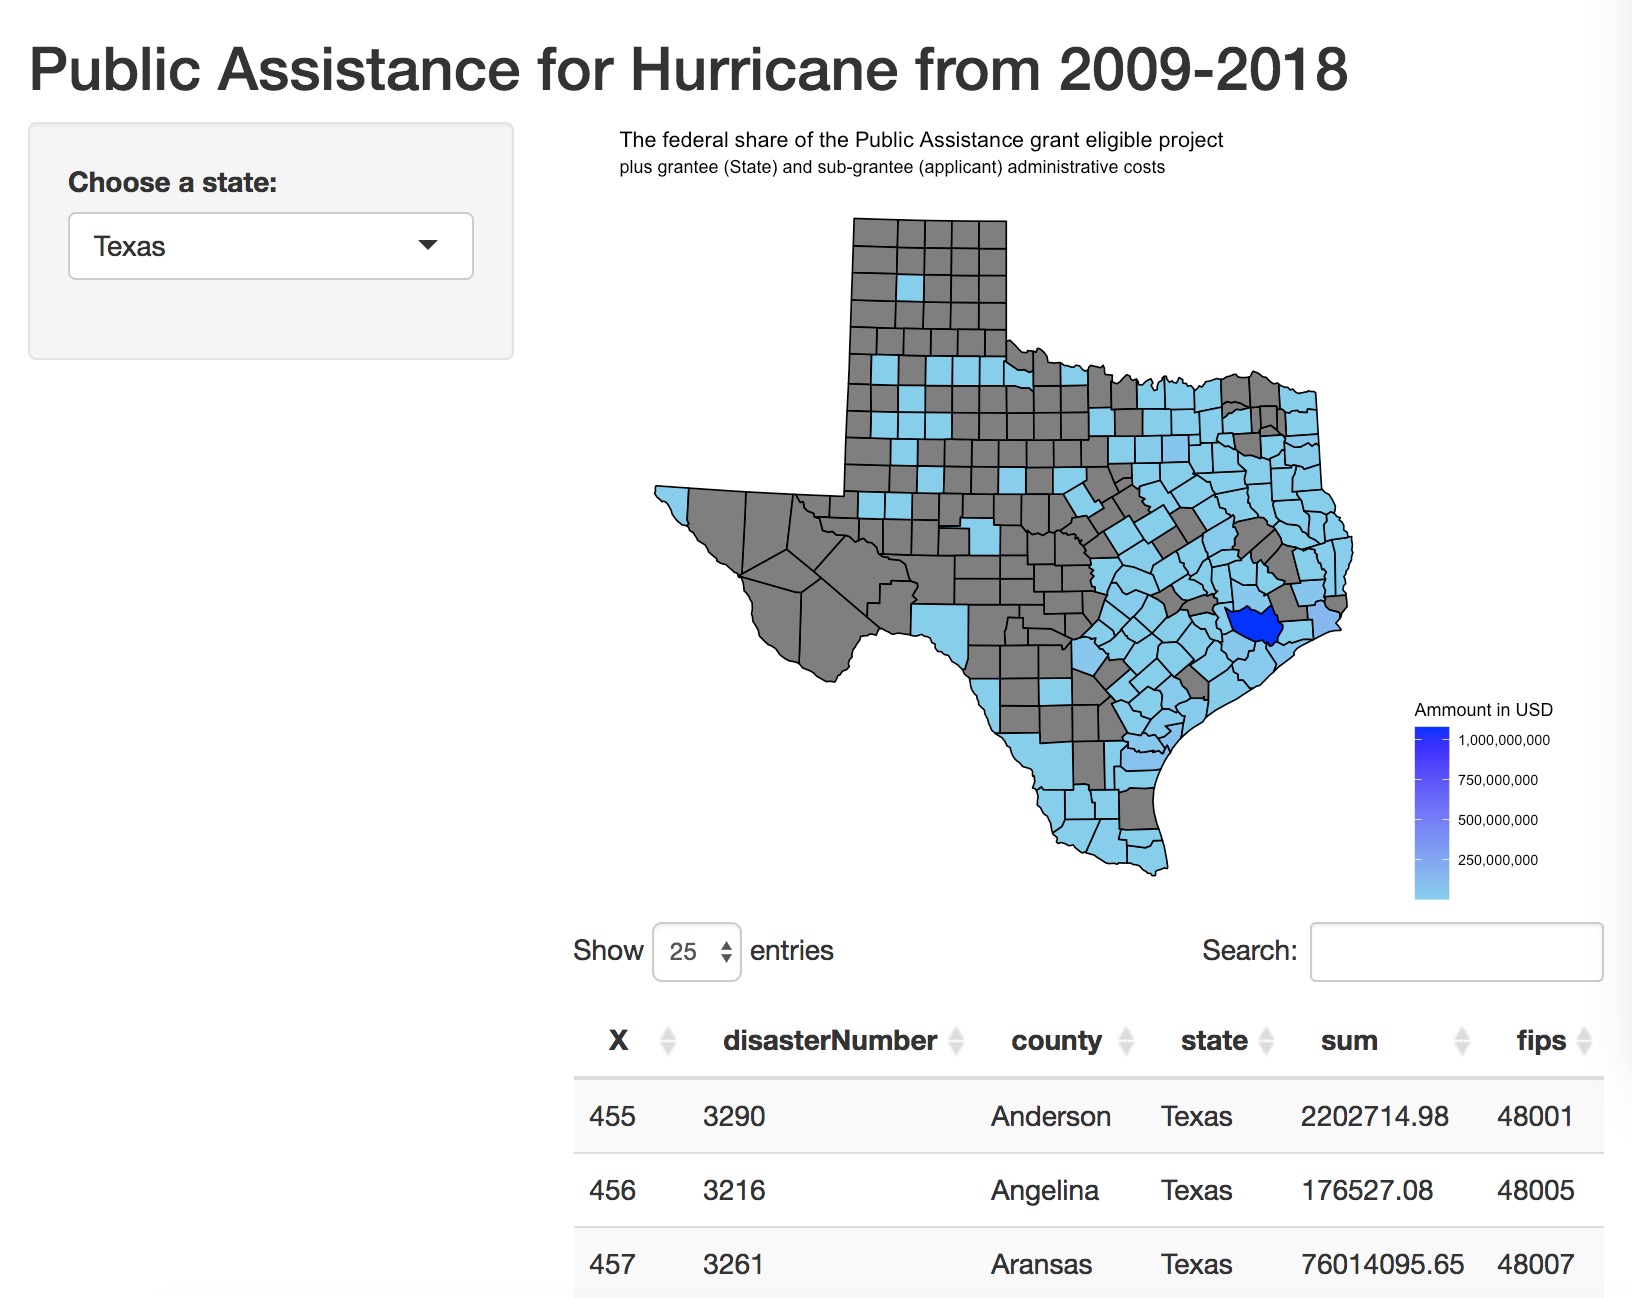 Public Assistance for Hurricane from 2009-2018
Choose a state:
Texas
The federal share of the Public Assistance grant eligible project
plus grantee (State) and sub-grantee (applicant) administrative costs
Ammount in USD
1,000,000,000
750,000,000
500,000,000
250,000,000
Show 25 entries
Search:
X disasterNumber county state sum fips
455 3290 Anderson Texas 2202714.98 48001
456 3216 Angelina Texas 176527.08 48005
457 3261 Aransas Texas 76014095.65 48007